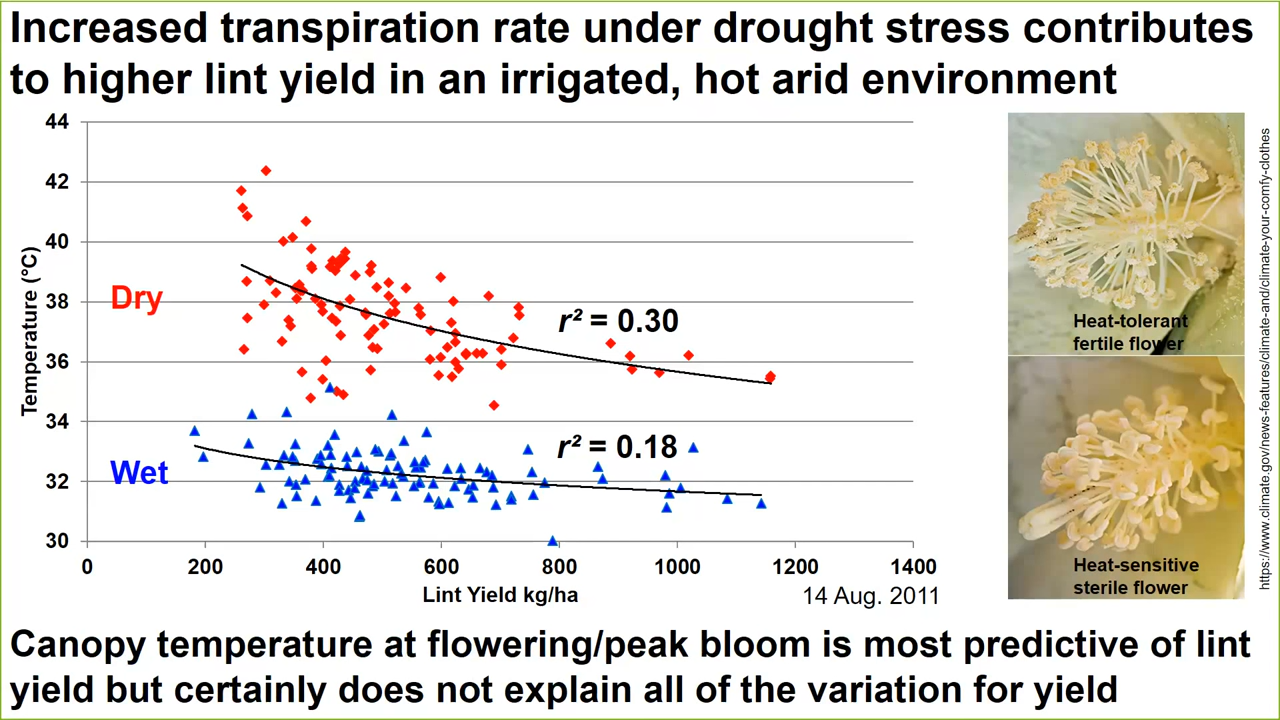 Increased transpiration rate under drought stress contributes
to higher lint yield in an irrigated, hot arid environment
44
42
40
38
36
34
32
30
Temperature (°C)
Dry
r² = 0.30
Wet
r² = 0.18
0 200 400 600 800 1000 1200 1400
Lint Yield kg/ha
14 Aug. 2011
Heat-tolerant
fertile flower
Heat-sensitive
sterile flower
https://www.climate.gov/news-features/climate-and/climate-your-comfy-clothes
Canopy temperature at flowering/peak bloom is most predictive of lint
yield but certainly does not explain all of the variation for yield